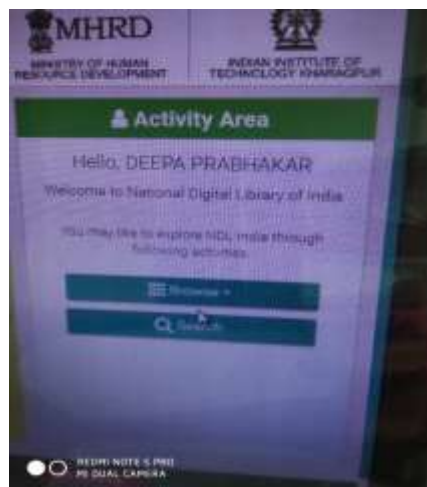 MHRD
MINISTRY OF HUMAN
RESOURCE DEVELOPMENT
INDIAN INSTITUTE OF
TECHNOLOGY KHARAGPUR
Activity Area
Hello, DEEPA PRABHAKAR
Welcome to National Digital Library of India
You may like to explore NDL India through
following activities
Browse
Search
REDMI NOTE 5 PRO
MI DUAL CAMERA